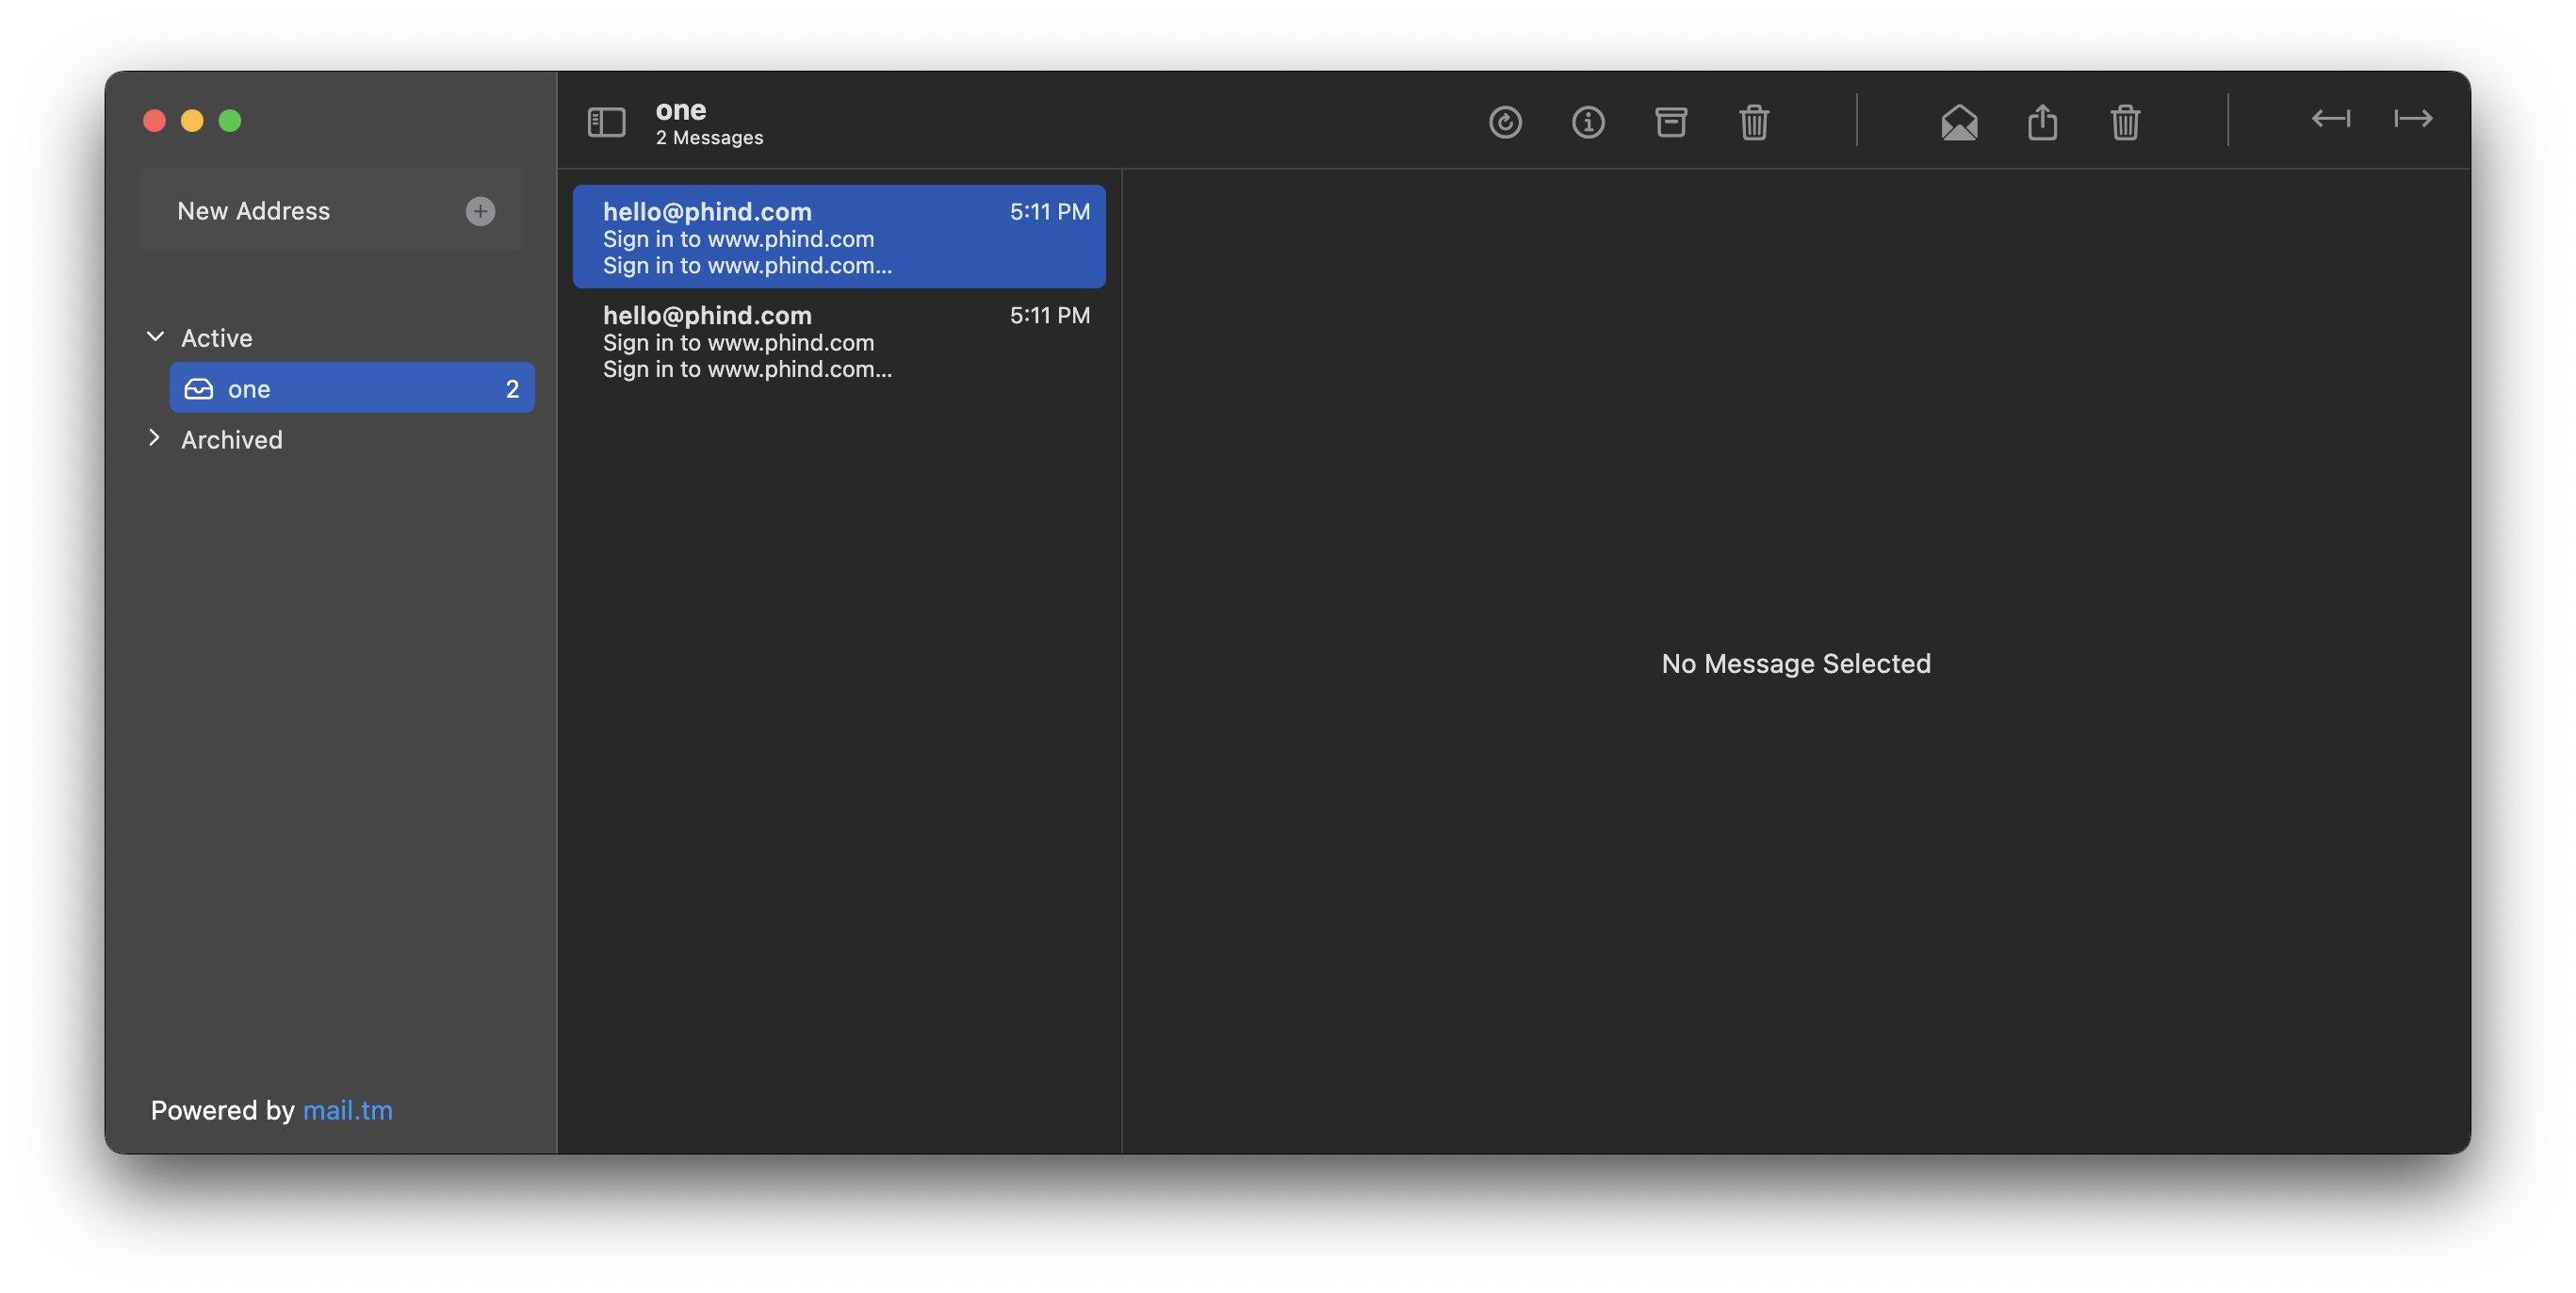 one
2 Messages
New Address
Active
one 2
Archived
Powered by mail.tm
hello@phind.com 5:11 PM
Sign in to www.phind.com
Sign in to www.phind.com...
hello@phind.com 5:11 PM
Sign in to www.phind.com
Sign in to www.phind.com...
No Message Selected